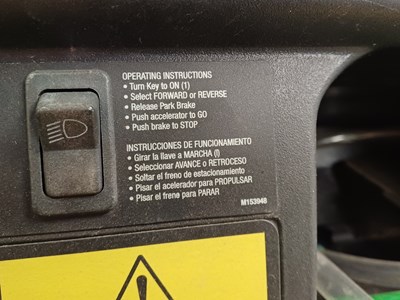 OPERATING INSTRUCTIONS
• Turn Key to ON (1)
• Select FORWARD or REVERSE
• Release Park Brake
• Push accelerator to GO
• Push brake to STOP
INSTRUCCIONES DE FUNCIONAMIENTO
• Girar la llave a MARCHA (I)
• Seleccionar AVANCE o RETROCESO
• Soltar el freno de estacionamiento
• Pisar el acelerador para PROPULSAR
• Pisar el freno para PARAR
M153948